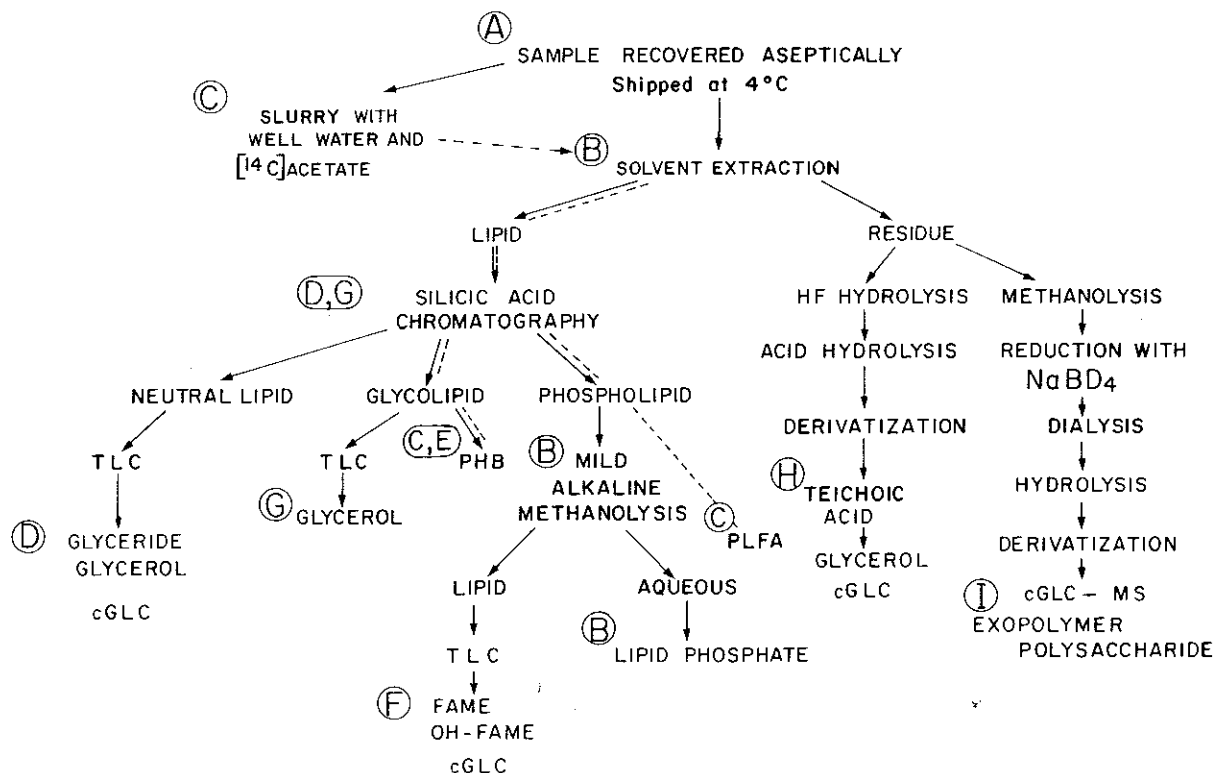 A
SAMPLE RECOVERED ASEPTICALLY
Shipped at 4°C
C
SLURRY WITH
WELL WATER AND
[¹⁴C]ACETATE
B
SOLVENT EXTRACTION
LIPID
RESIDUE
D,G
SILICIC ACID
CHROMATOGRAPHY
HF HYDROLYSIS
METHANOLYSIS
ACID HYDROLYSIS
REDUCTION WITH
NaBD4
NEUTRAL LIPID
GLYCOLIPID
PHOSPHOLIPID
DERIVATIZATION
DIALYSIS
TLC
TLC
C,E
PHB
B
MILD
ALKALINE
METHANOLYSIS
H
TEICHOIC
ACID
HYDROLYSIS
G
GLYCEROL
C
PLFA
D
GLYCERIDE
GLYCEROL
cGLC
GLYCEROL
cGLC
DERIVATIZATION
LIPID
AQUEOUS
I
cGLC – MS
EXOPOLYMER
POLYSACCHARIDE
TLC
B
LIPID PHOSPHATE
F
FAME
OH-FAME
cGLC